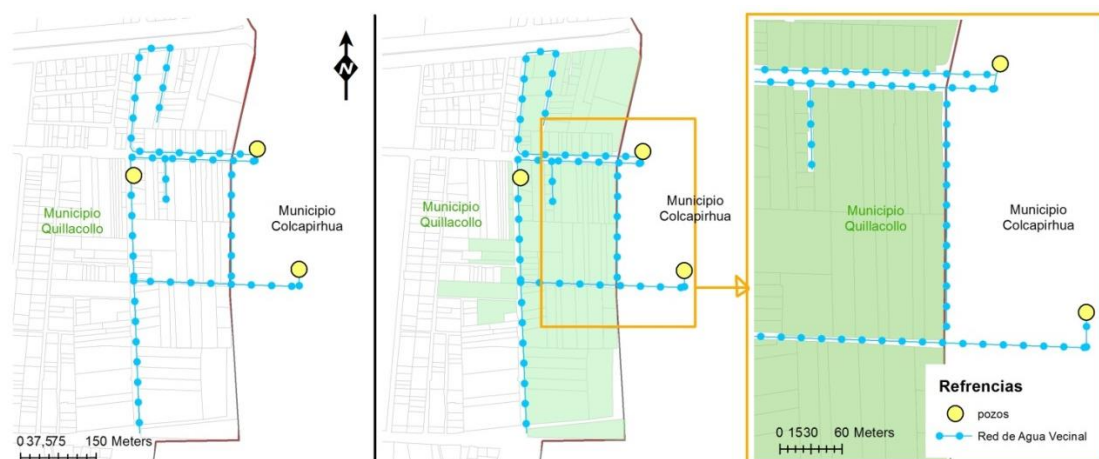 N
Municipio
Quillacollo
Municipio
Colcapirhua
0 37,575 150 Meters
Municipio
Quillacollo
Municipio
Colcapirhua
Municipio
Quillacollo
Municipio
Colcapirhua
Refrencias
pozos
Red de Agua Vecinal
0 1530 60 Meters